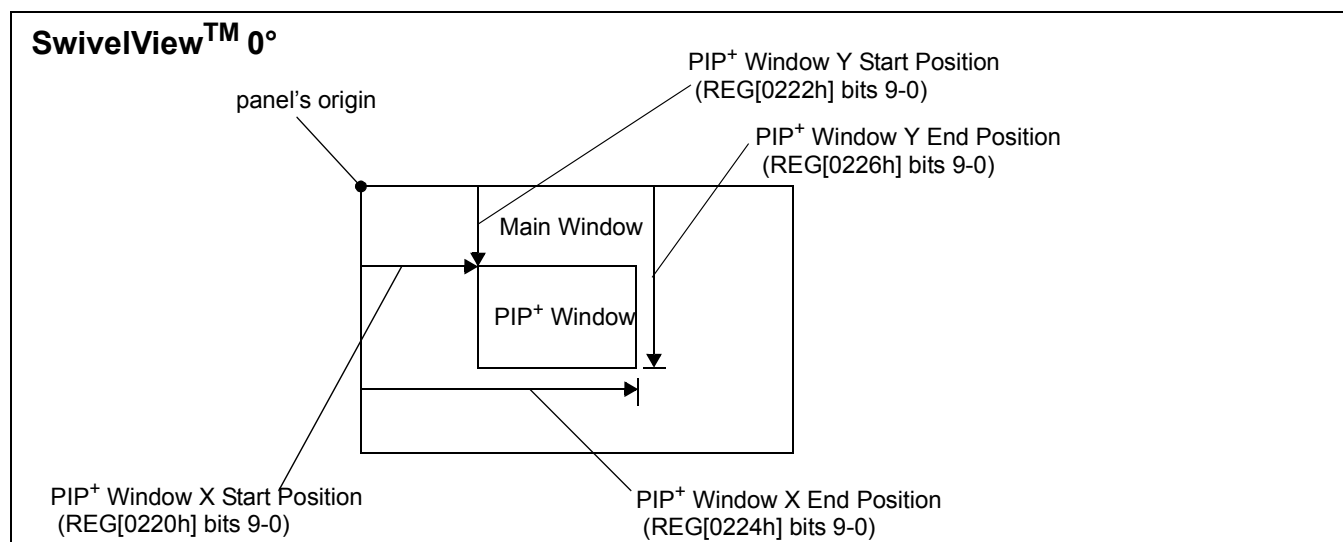 SwivelView™ 0°
PIP+ Window Y Start Position
(REG[0222h] bits 9-0)
panel's origin
PIP+ Window Y End Position
(REG[0226h] bits 9-0)
Main Window
PIP+ Window
PIP+ Window X Start Position
(REG[0220h] bits 9-0)
PIP+ Window X End Position
(REG[0224h] bits 9-0)